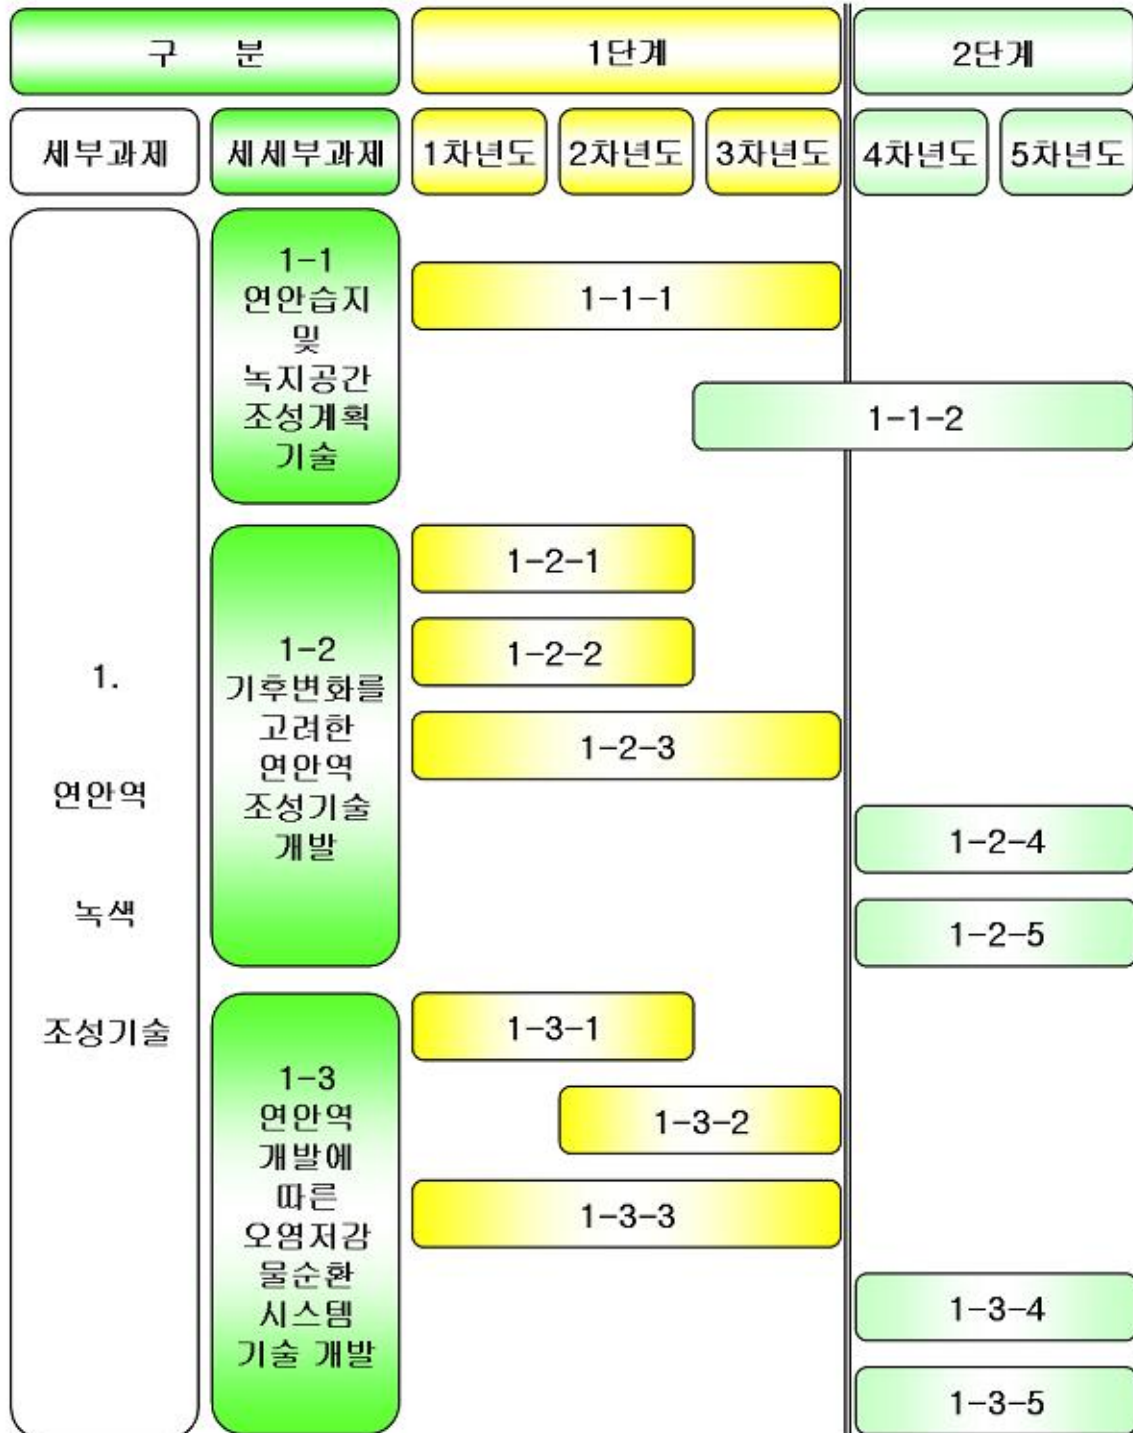 구 분
1단계
2단계
세부과제
세세부과제
1차년도
2차년도
3차년도
4차년도
5차년도
1.
연안역
녹색
조성기술
1-1
연안습지
및
녹지공간
조성계획
기술
1-1-1
1-1-2
1-2
기후변화를
고려한
연안역
조성기술
개발
1-2-1
1-2-2
1-2-3
1-2-4
1-2-5
1-3
연안역
개발에
따른
오염저감
물순환
시스템
기술 개발
1-3-1
1-3-2
1-3-3
1-3-4
1-3-5